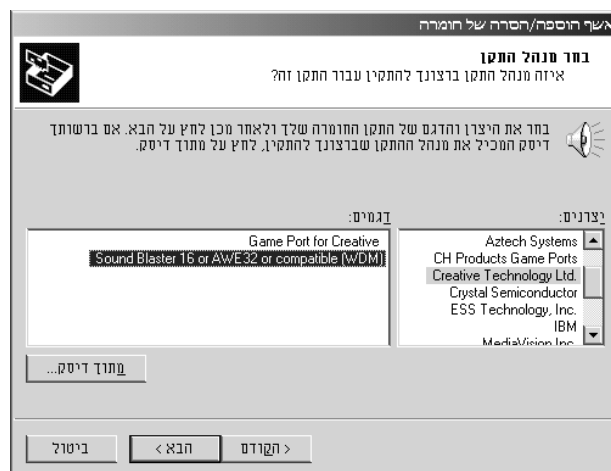 אשף הוספה/הסרה של חומרה
בחר מנהל התקן
איזה מנהל התקן ברצונך להתקין עבור התקן זה?
בחר את היצרן והדגם של התקן החומרה שלך ולאחר מכן לחץ על הבא. אם ברשותך
דיסק המכיל את מנהל ההתקן שברצונך להתקין, לחץ על מתוך דיסק.
יצרנים:
Aztech Systems
CH Products Game Ports
Creative Technology Ltd.
Crystal Semiconductor
ESS Technology, Inc.
IBM
MediaVision Inc.
דגמים:
Game Port for Creative
Sound Blaster 16 or AWE32 or compatible (WDM)
מתוך דיסק...
< הקודם
הבא >
ביטול